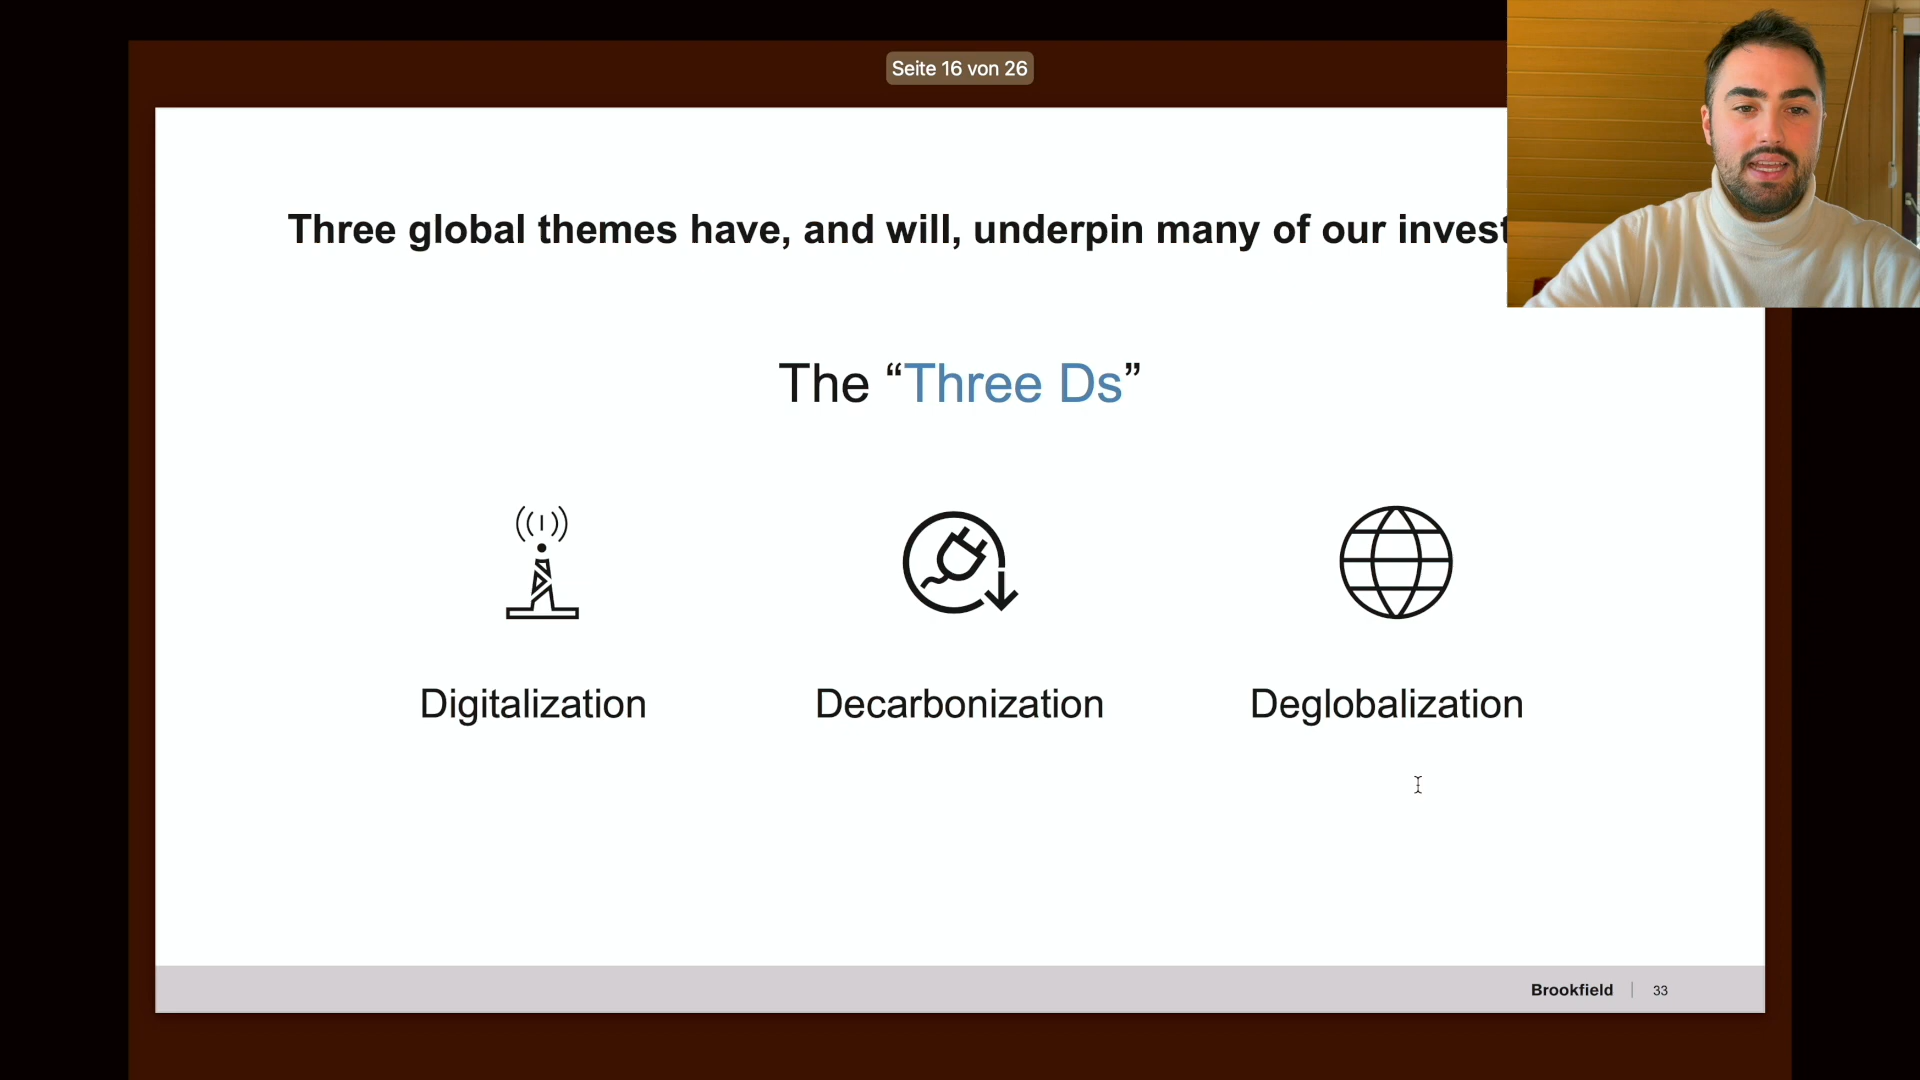 Seite 16 von 26
Three global themes have, and will, underpin many of our invest
The “Three Ds”
Digitalization
Decarbonization
Deglobalization
Brookfield | 33